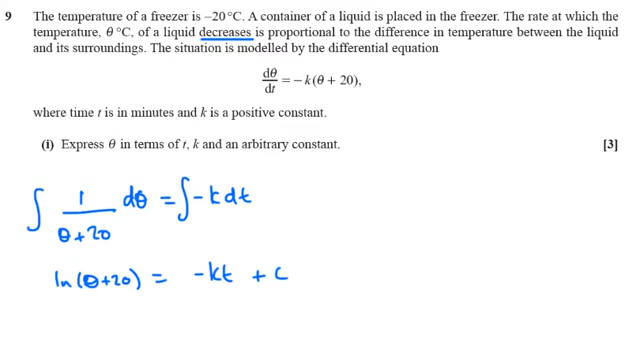 9 The temperature of a freezer is −20 °C. A container of a liquid is placed in the freezer. The rate at which the
temperature, θ °C, of a liquid decreases is proportional to the difference in temperature between the liquid
and its surroundings. The situation is modelled by the differential equation
dθ/dt = −k(θ + 20),
where time t is in minutes and k is a positive constant.
(i) Express θ in terms of t, k and an arbitrary constant. [3]
∫ 1/(θ+20) dθ = ∫ −k dt
ln(θ+20) = −kt + c